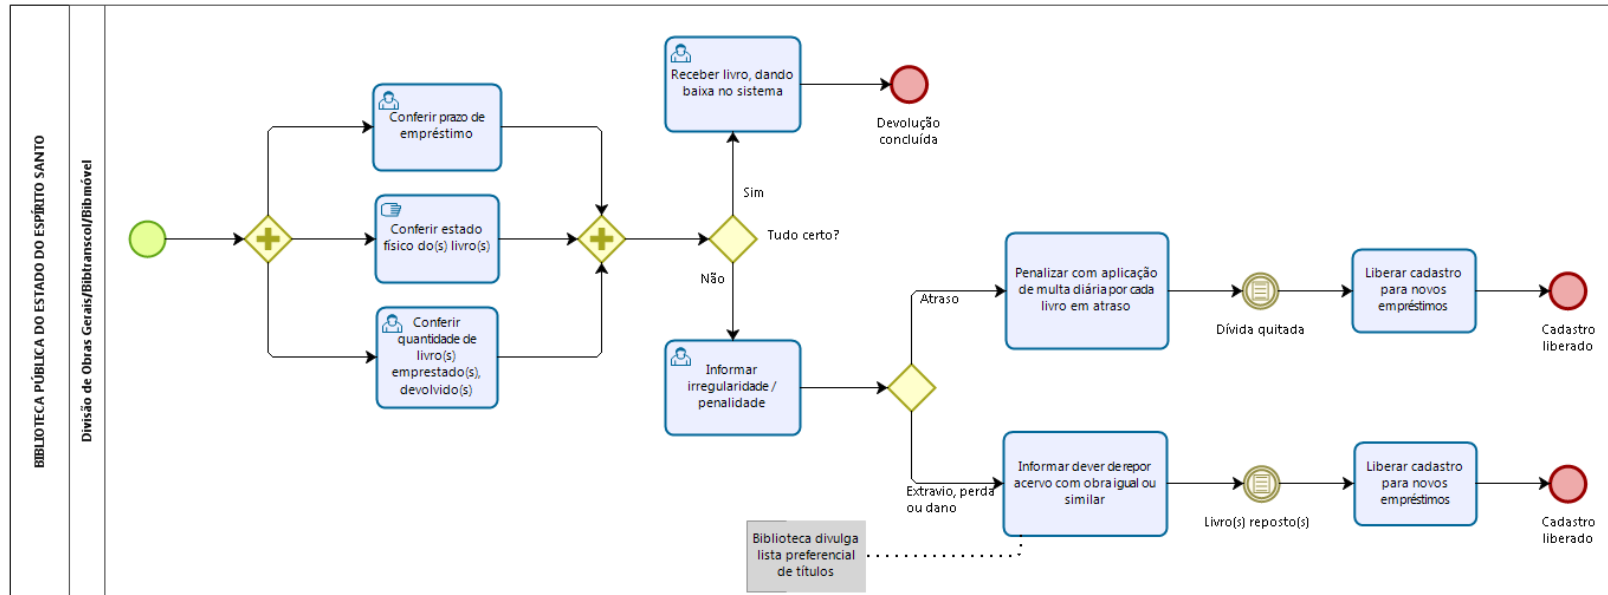 BIBLIOTECA PÚBLICA DO ESTADO DO ESPÍRITO SANTO
Divisão de Obras Gerais/Bibtranscol/Bibmóvel
Conferir prazo de
empréstimo
Conferir estado
físico do(s) livro(s)
Conferir
quantidade de
livro(s)
emprestado(s),
devolvido(s)
Receber livro, dando
baixa no sistema
Devolução
concluída
Sim
Tudo certo?
Não
Informar
irregularidade /
penalidade
Atraso
Penalizar com aplicação
de multa diária por cada
livro em atraso
Dívida quitada
Liberar cadastro
para novos
empréstimos
Cadastro
liberado
Extravio, perda
ou dano
Informar dever de repor
acervo com obra igual ou
similar
Livro(s) reposto(s)
Liberar cadastro
para novos
empréstimos
Cadastro
liberado
Biblioteca divulga
lista preferencial
de títulos